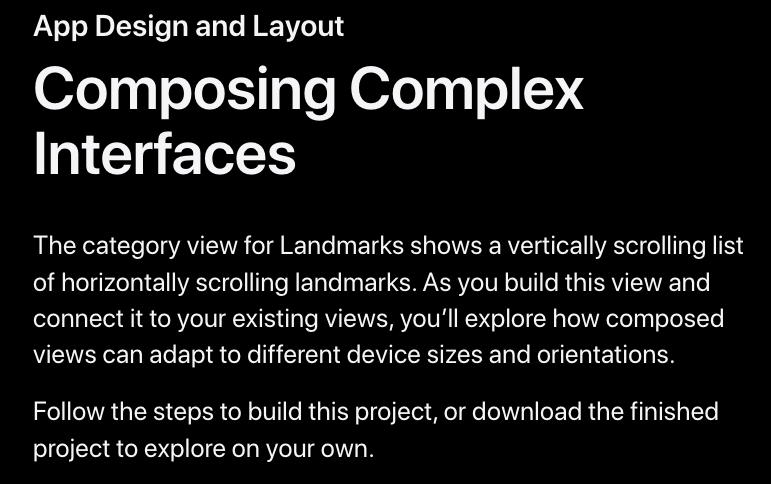 App Design and Layout
Composing Complex
Interfaces
The category view for Landmarks shows a vertically scrolling list
of horizontally scrolling landmarks. As you build this view and
connect it to your existing views, you’ll explore how composed
views can adapt to different device sizes and orientations.
Follow the steps to build this project, or download the finished
project to explore on your own.